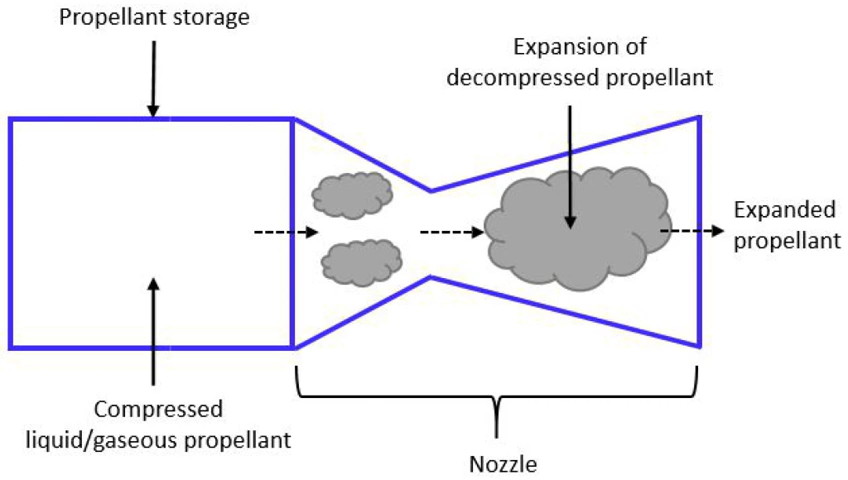 Propellant storage
Expansion of
decompressed propellant
Expanded
propellant
Compressed
liquid/gaseous propellant
Nozzle